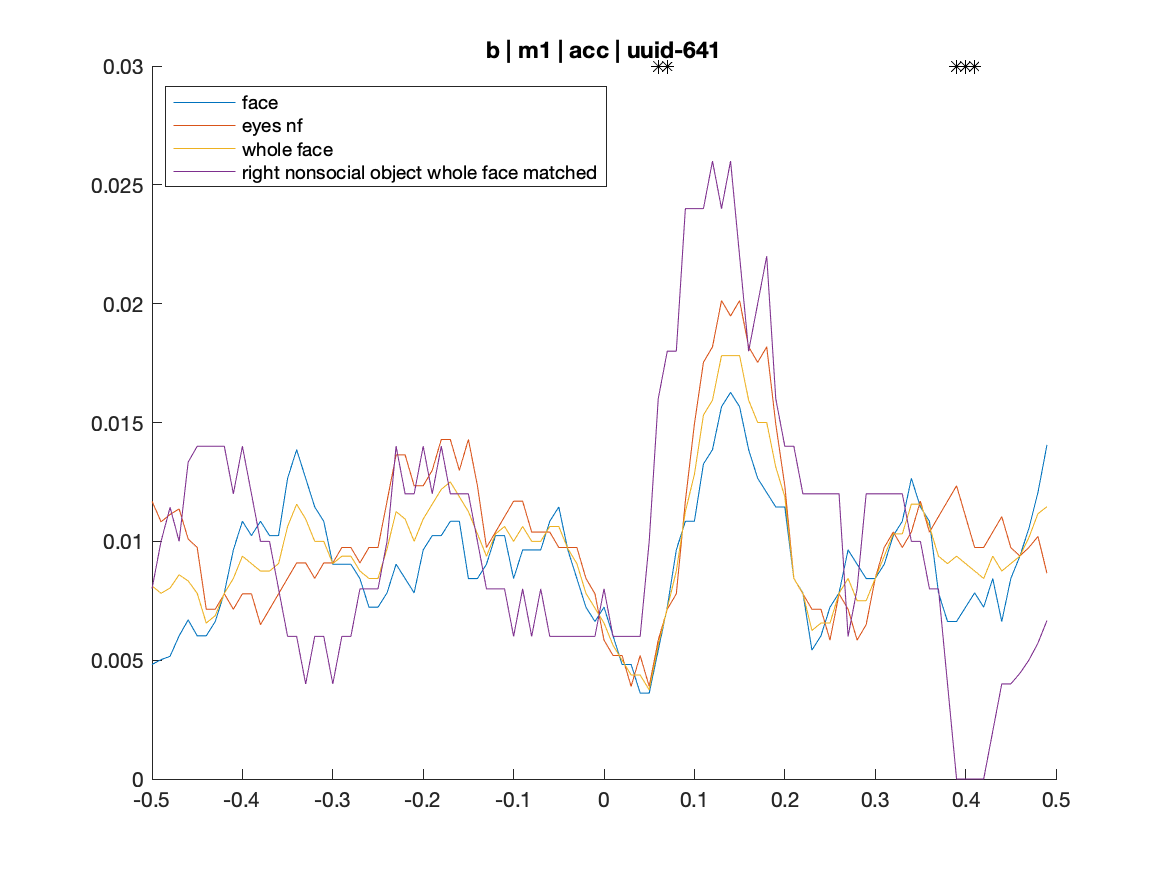 b | m1 | acc | uuid-641
0.03
0.025
0.02
0.015
0.01
0.005
0
face
eyes nf
whole face
right nonsocial object whole face matched
-0.5 -0.4 -0.3 -0.2 -0.1 0 0.1 0.2 0.3 0.4 0.5